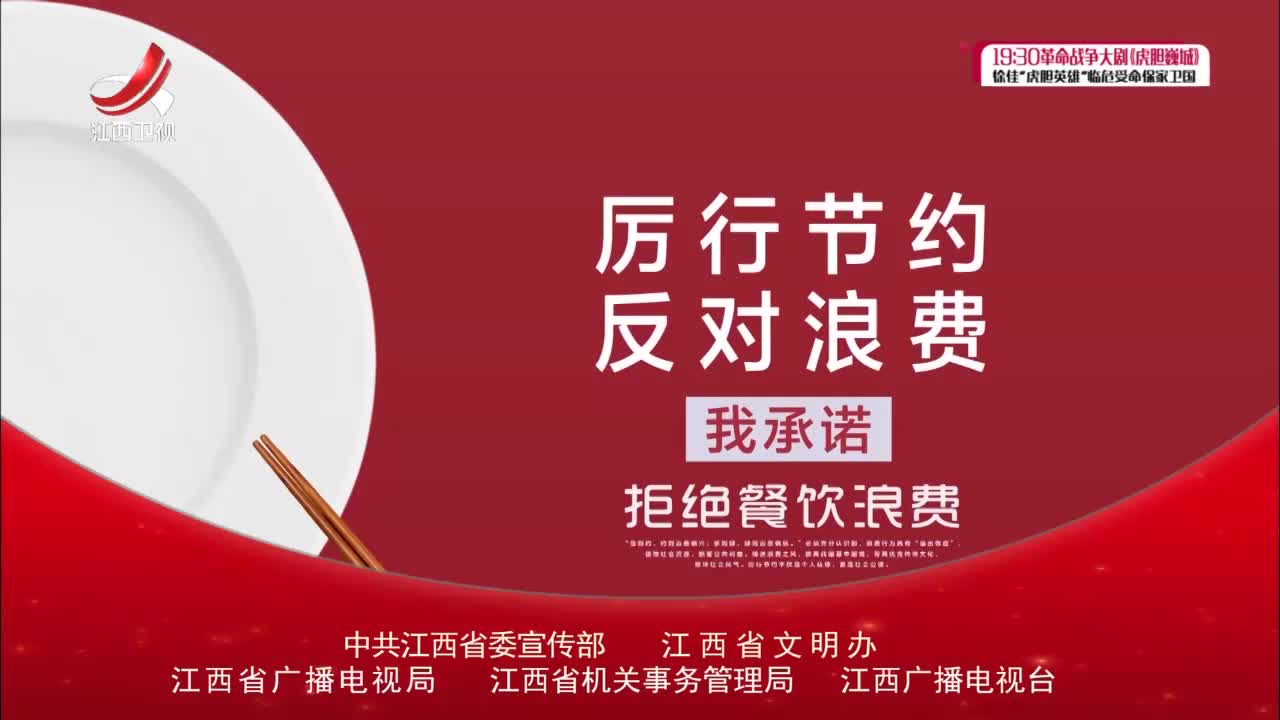 江西卫视
19:30革命战争大剧《虎胆巍城》
徐佳“虎胆英雄”临危受命保家卫国
厉行节约
反对浪费
我承诺
拒绝餐饮浪费
中共江西省委宣传部 江西省文明办
江西省广播电视局 江西省机关事务管理局 江西广播电视台